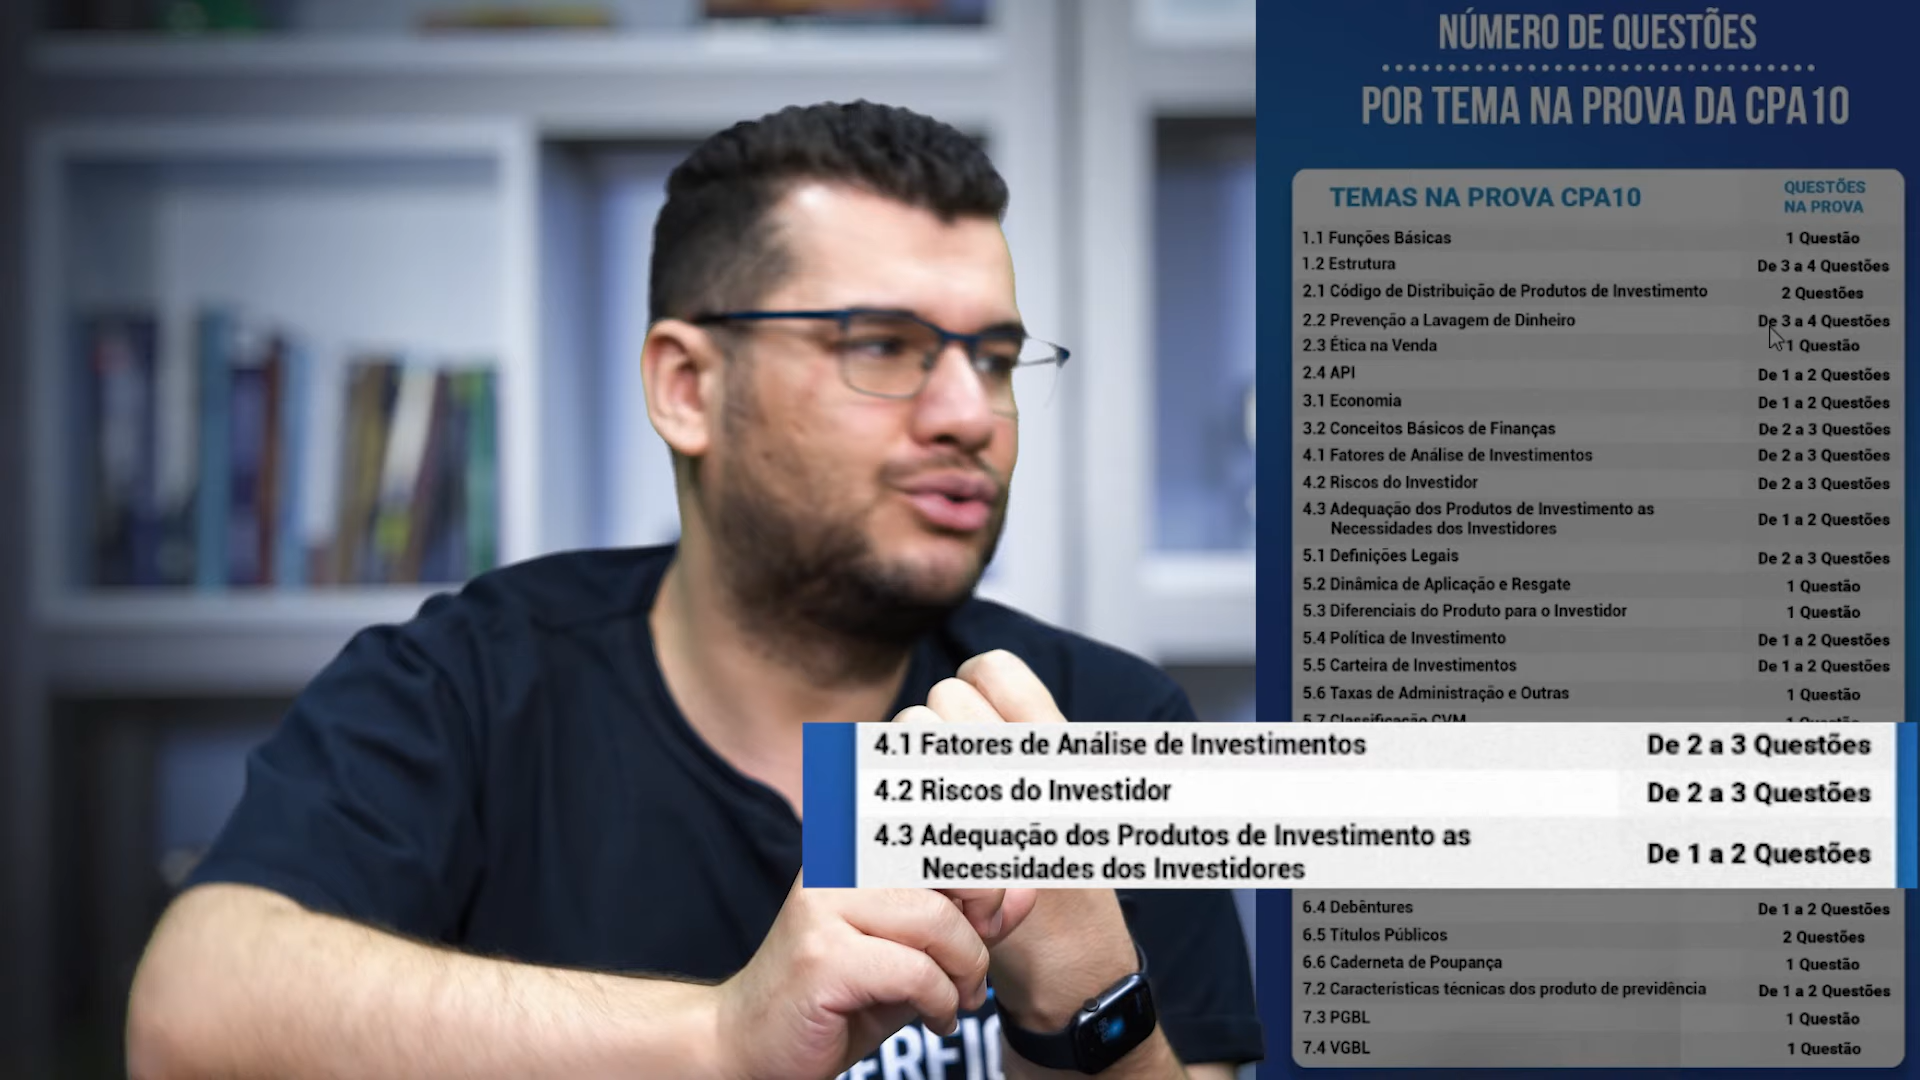 NÚMERO DE QUESTÕES
POR TEMA NA PROVA DA CPA10
TEMAS NA PROVA CPA10
QUESTÕES
NA PROVA
1.1 Funções Básicas 1 Questão
1.2 Estrutura De 3 a 4 Questões
2.1 Código de Distribuição de Produtos de Investimento 2 Questões
2.2 Prevenção a Lavagem de Dinheiro De 3 a 4 Questões
2.3 Ética na Venda 1 Questão
2.4 API De 1 a 2 Questões
3.1 Economia De 1 a 2 Questões
3.2 Conceitos Básicos de Finanças De 2 a 3 Questões
4.1 Fatores de Análise de Investimentos De 2 a 3 Questões
4.2 Riscos do Investidor De 2 a 3 Questões
4.3 Adequação dos Produtos de Investimento as
Necessidades dos Investidores De 1 a 2 Questões
5.1 Definições Legais De 2 a 3 Questões
5.2 Dinâmica de Aplicação e Resgate 1 Questão
5.3 Diferenciais do Produto para o Investidor 1 Questão
5.4 Política de Investimento De 1 a 2 Questões
5.5 Carteira de Investimentos De 1 a 2 Questões
5.6 Taxas de Administração e Outras 1 Questão
5.7 Classificação CVM
4.1 Fatores de Análise de Investimentos De 2 a 3 Questões
4.2 Riscos do Investidor De 2 a 3 Questões
4.3 Adequação dos Produtos de Investimento as
Necessidades dos Investidores De 1 a 2 Questões
6.4 Debêntures De 1 a 2 Questões
6.5 Títulos Públicos 2 Questões
6.6 Caderneta de Poupança 1 Questão
7.2 Características técnicas dos produto de previdência De 1 a 2 Questões
7.3 PGBL 1 Questão
7.4 VGBL 1 Questão